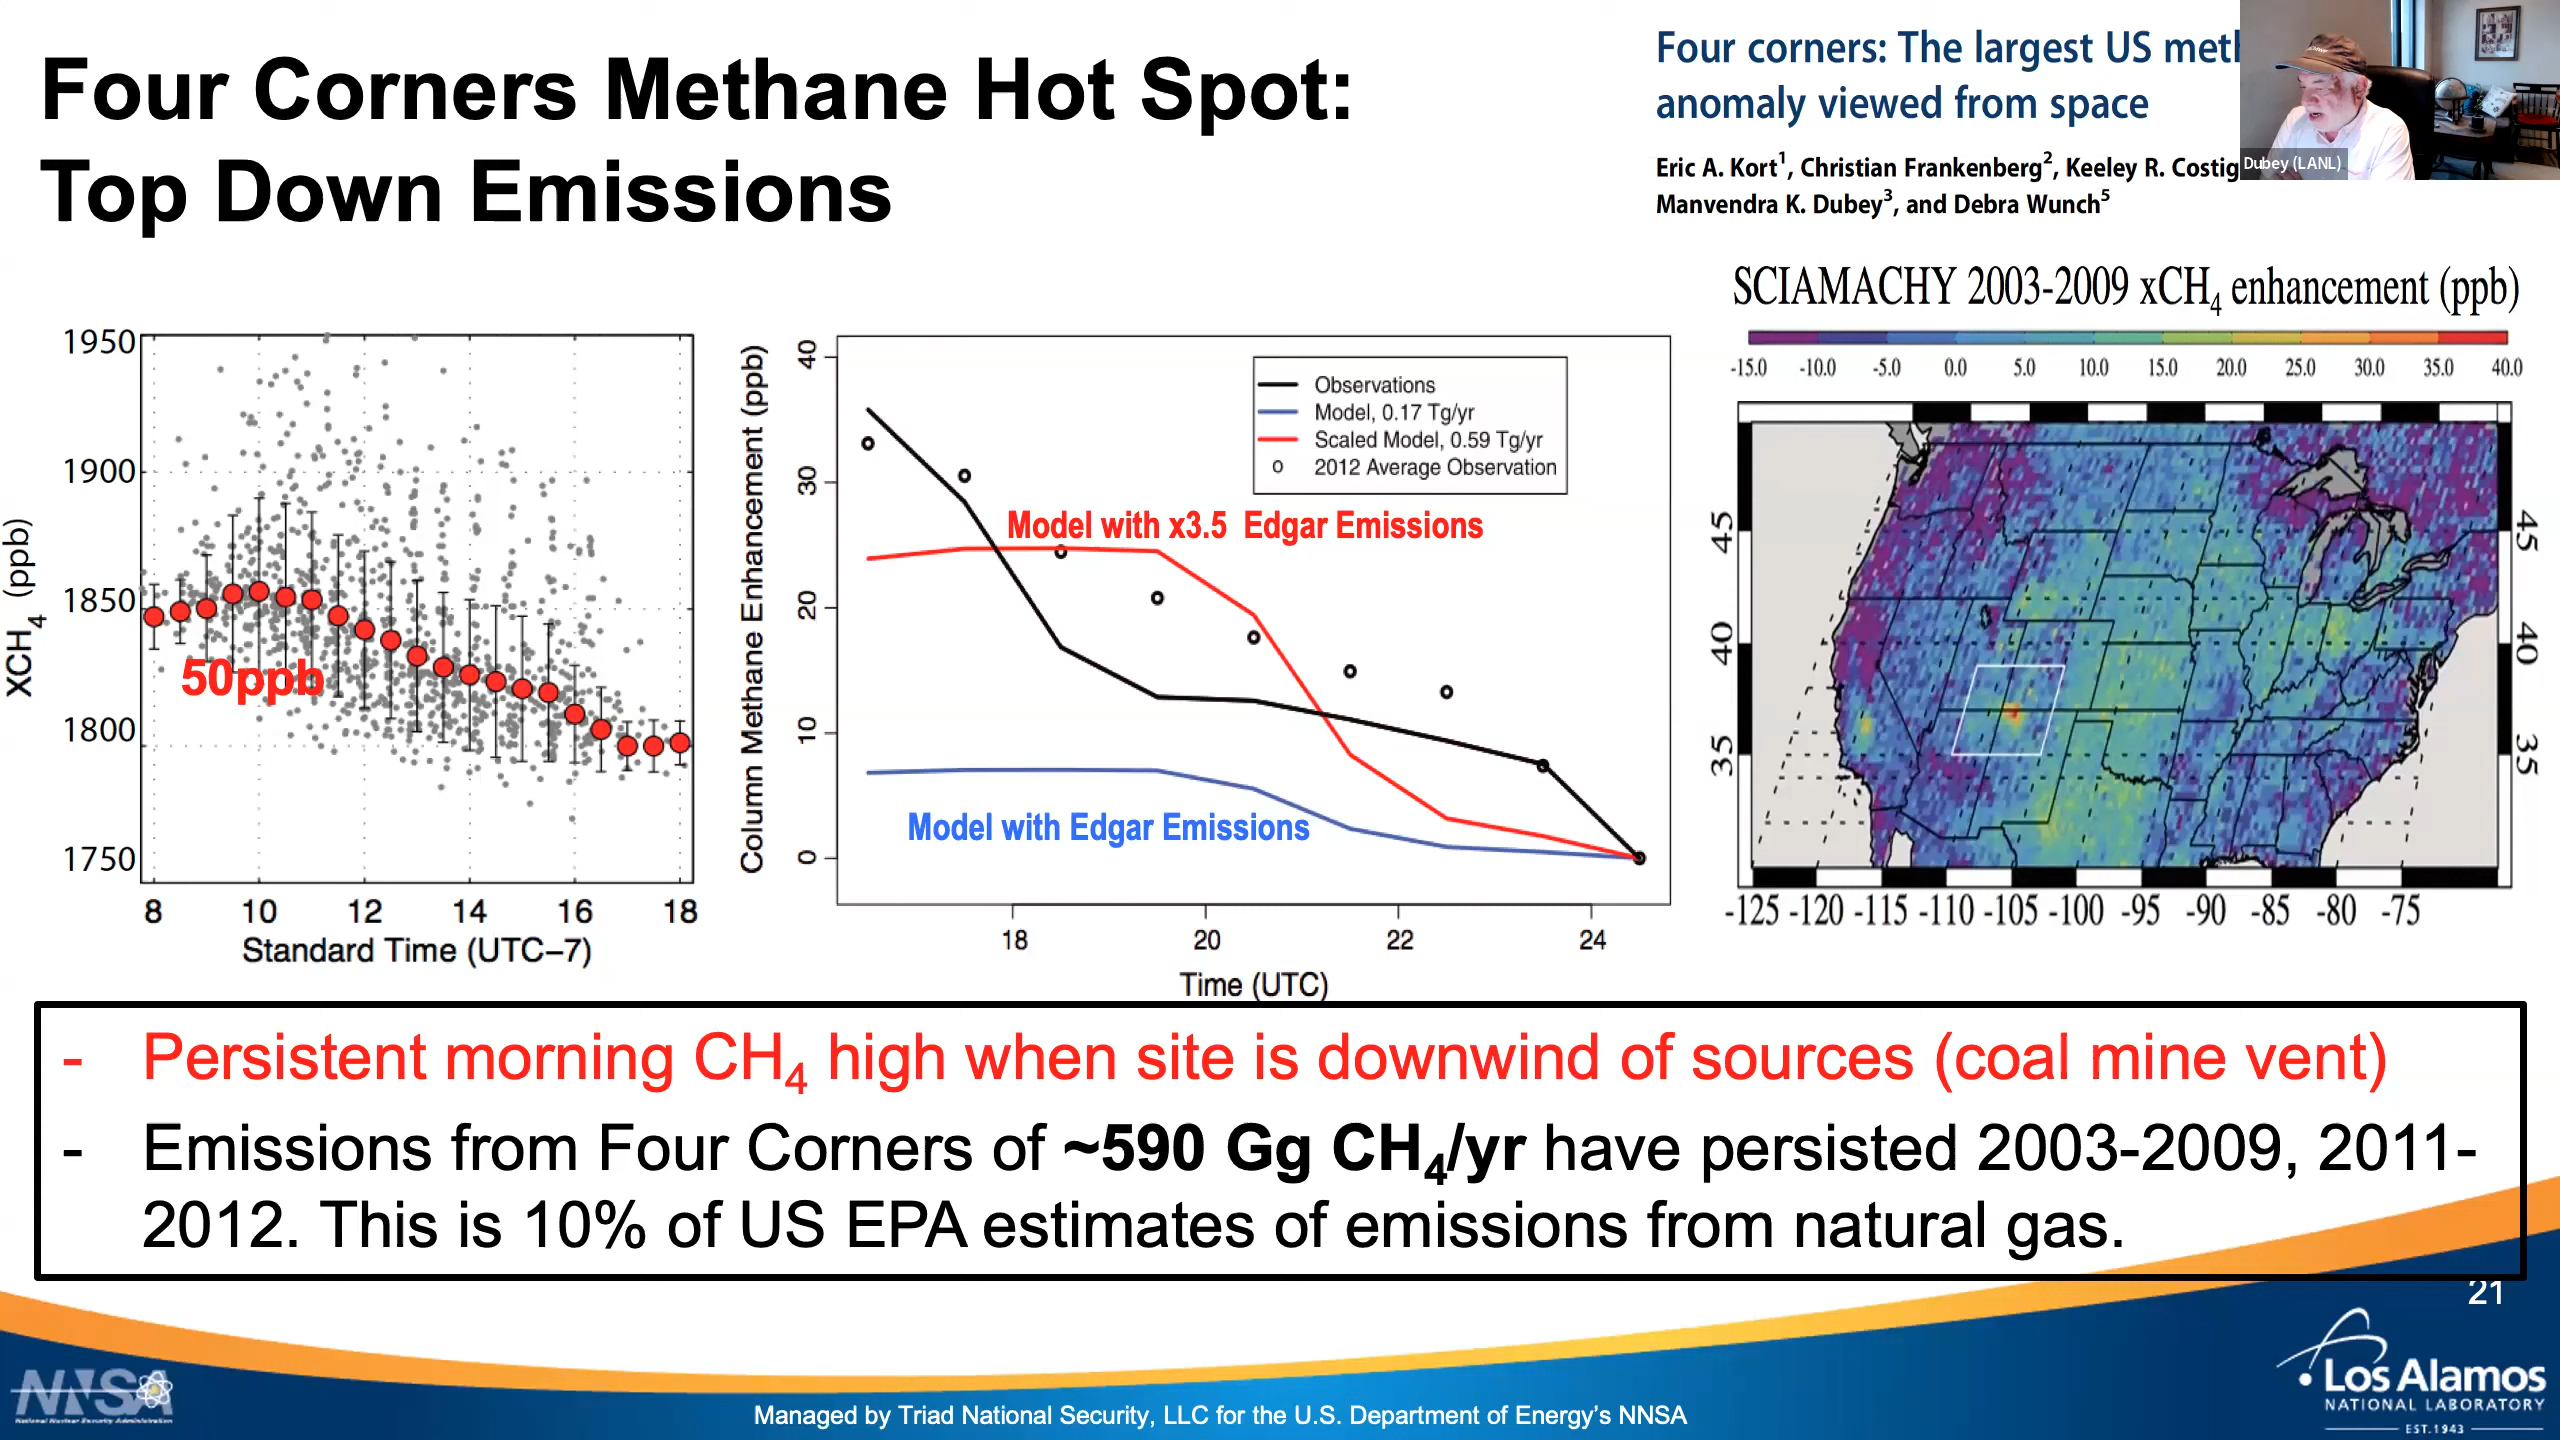 Four Corners Methane Hot Spot:
Top Down Emissions
Four corners: The largest US
anomaly viewed from space
Eric A. Kort1, Christian Frankenberg2, Keeley R.
Manvendra K. Dubey3, and Debra Wunch5
Dubey (LANL)
XCH4 (ppb)
1950
1900
1850
1800
1750
50ppb
8 10 12 14 16 18
Standard Time (UTC−7)
Column Methane Enhancement (ppb)
40
30
20
10
0
Observations
Model, 0.17 Tg/yr
Scaled Model, 0.59 Tg/yr
2012 Average Observation
Model with x3.5 Edgar Emissions
Model with Edgar Emissions
18 20 22 24
Time (UTC)
SCIAMACHY 2003-2009 xCH4 enhancement (ppb)
-15.0 -10.0 -5.0 0.0 5.0 10.0 15.0 20.0 25.0 30.0 35.0 40.0
45
40
35
45
40
35
-125 -120 -115 -110 -105 -100 -95 -90 -85 -80 -75
- Persistent morning CH4 high when site is downwind of sources (coal mine vent)
- Emissions from Four Corners of ~590 Gg CH4/yr have persisted 2003-2009, 2011-
2012. This is 10% of US EPA estimates of emissions from natural gas.
21
NNSA
National Nuclear Security Administration
Managed by Triad National Security, LLC for the U.S. Department of Energy's NNSA
Los Alamos
NATIONAL LABORATORY
EST.1943